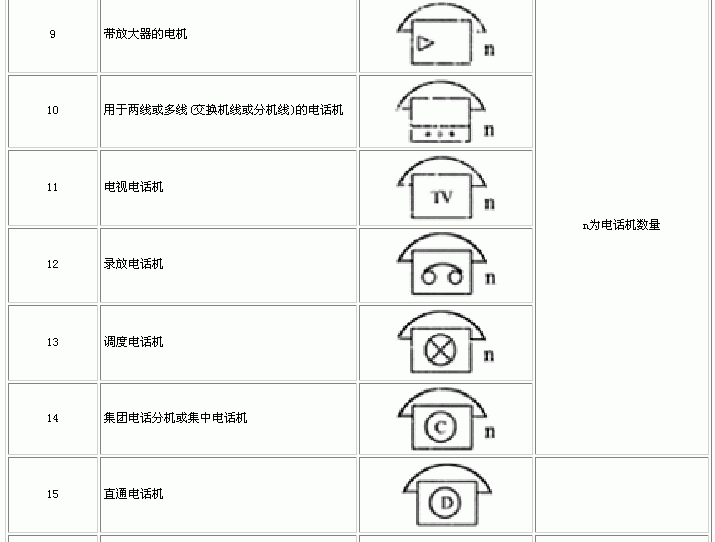 9 带放大器的电机 n
10 用于两线或多线(交换机线或分机线)的电话机 n
11 电视电话机 TV n
n为电话机数量
12 录放电话机 n
13 调度电话机 n
14 集团电话分机或集中电话机 C n
15 直通电话机 D